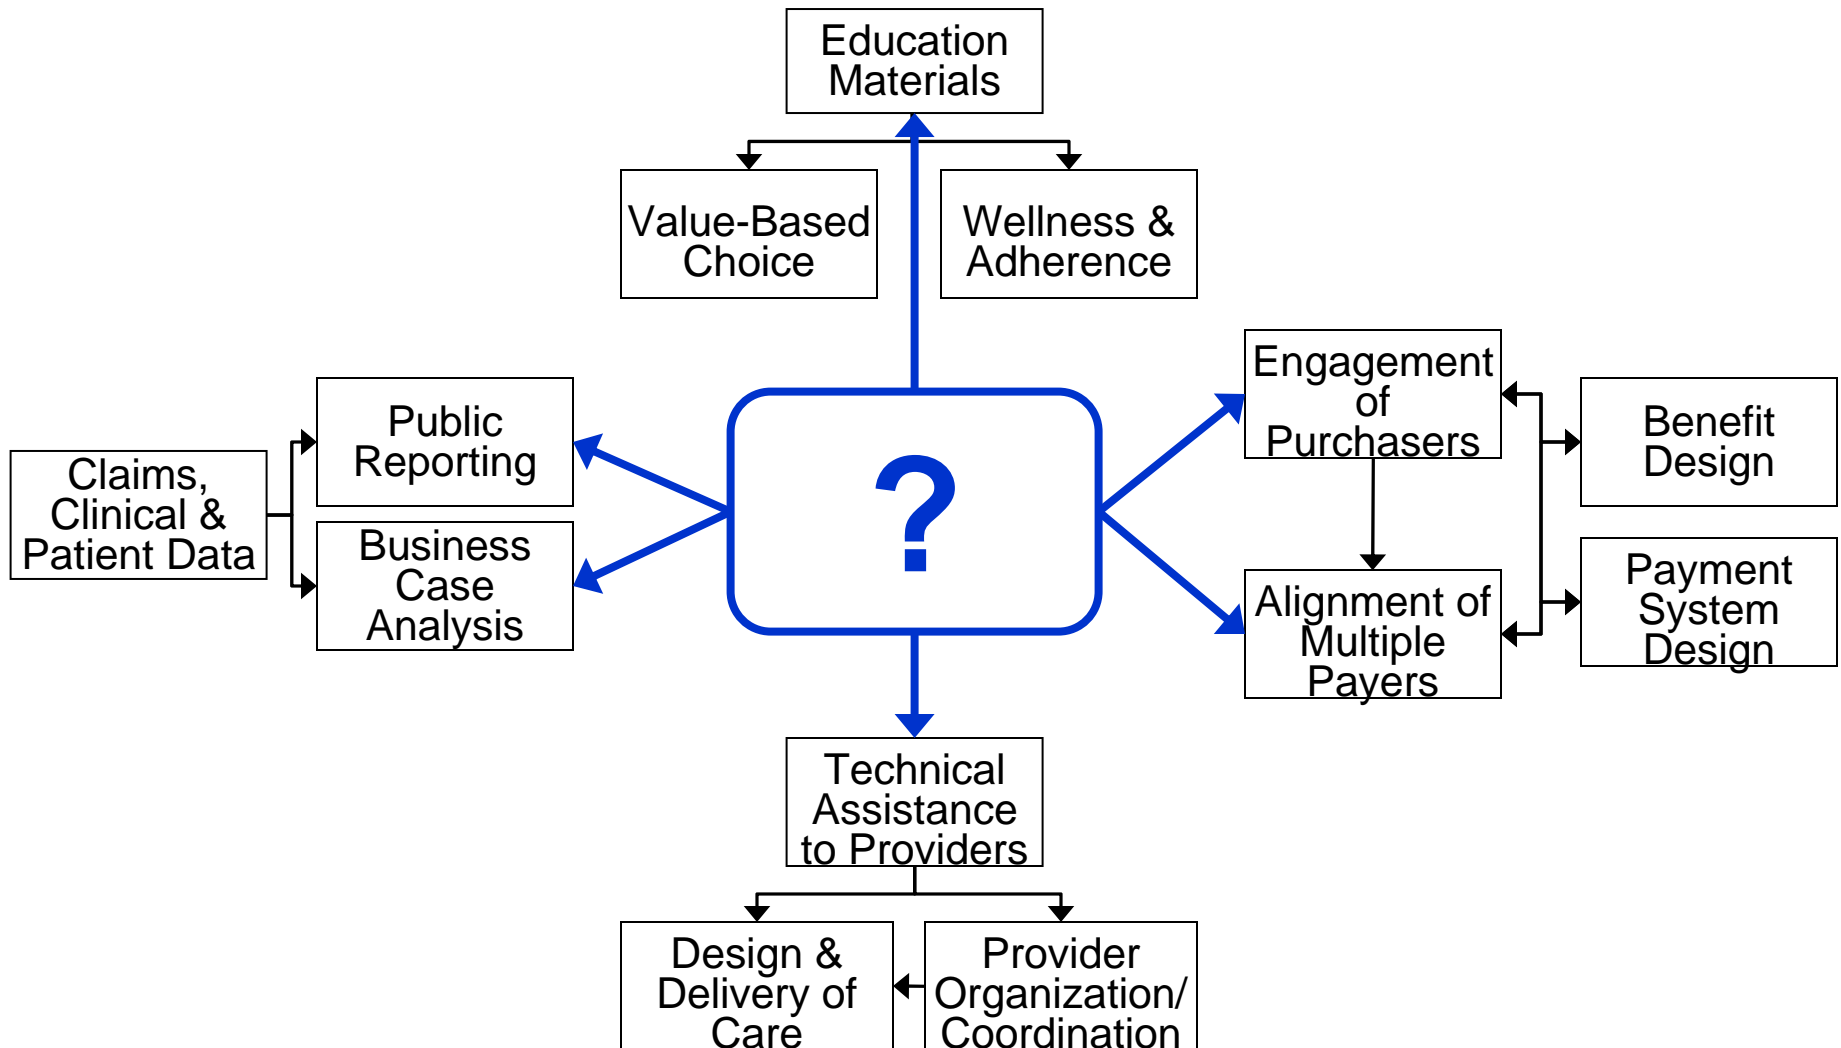 Education
Materials
Value-Based
Choice
Wellness &
Adherence
Claims,
Clinical &
Patient Data
Public
Reporting
Business
Case
Analysis
?
Engagement
of
Purchasers
Alignment of
Multiple
Payers
Benefit
Design
Payment
System
Design
Technical
Assistance
to Providers
Design &
Delivery of
Care
Provider
Organization/
Coordination